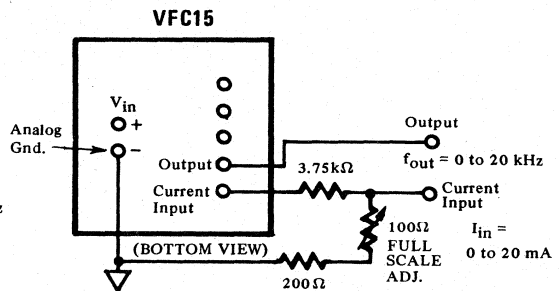 VFC15
V_in
+
Analog
Gnd.
−
Output
Current
Input
(BOTTOM VIEW)
3.75kΩ
200Ω
100Ω
FULL
SCALE
ADJ.
Output
f_out = 0 to 20 kHz
Current
Input
I_in =
0 to 20 mA
z